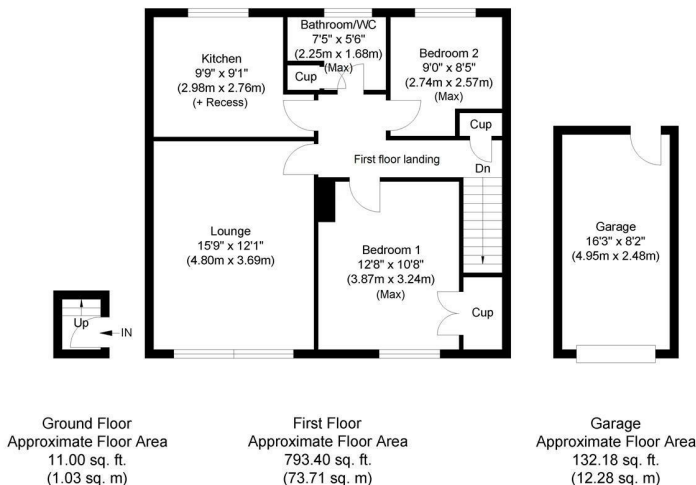 Bathroom/WC
7'5" x 5'6"
(2.25m x 1.68m)
(Max)
Kitchen
9'9" x 9'1"
(2.98m x 2.76m)
(+ Recess)
Cup
Bedroom 2
9'0" x 8'5"
(2.74m x 2.57m)
(Max)
Cup
First floor landing
Dn
Lounge
15'9" x 12'1"
(4.80m x 3.69m)
Bedroom 1
12'8" x 10'8"
(3.87m x 3.24m)
(Max)
Cup
Garage
16'3" x 8'2"
(4.95m x 2.48m)
Up
IN
Ground Floor
Approximate Floor Area
11.00 sq. ft.
(1.03 sq. m)
First Floor
Approximate Floor Area
793.40 sq. ft.
(73.71 sq. m)
Garage
Approximate Floor Area
132.18 sq. ft.
(12.28 sq. m)